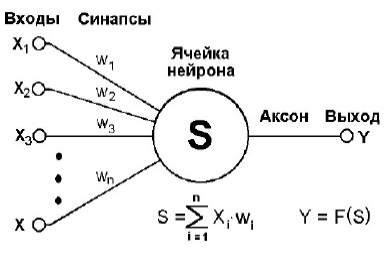 Входы Синапсы
Ячейка
нейрона
X1
w1
X2
w2
X3
w3
S
Аксон Выход
Y
wn
X
S = n ∑ i=1 Xi·wi Y = F(S)